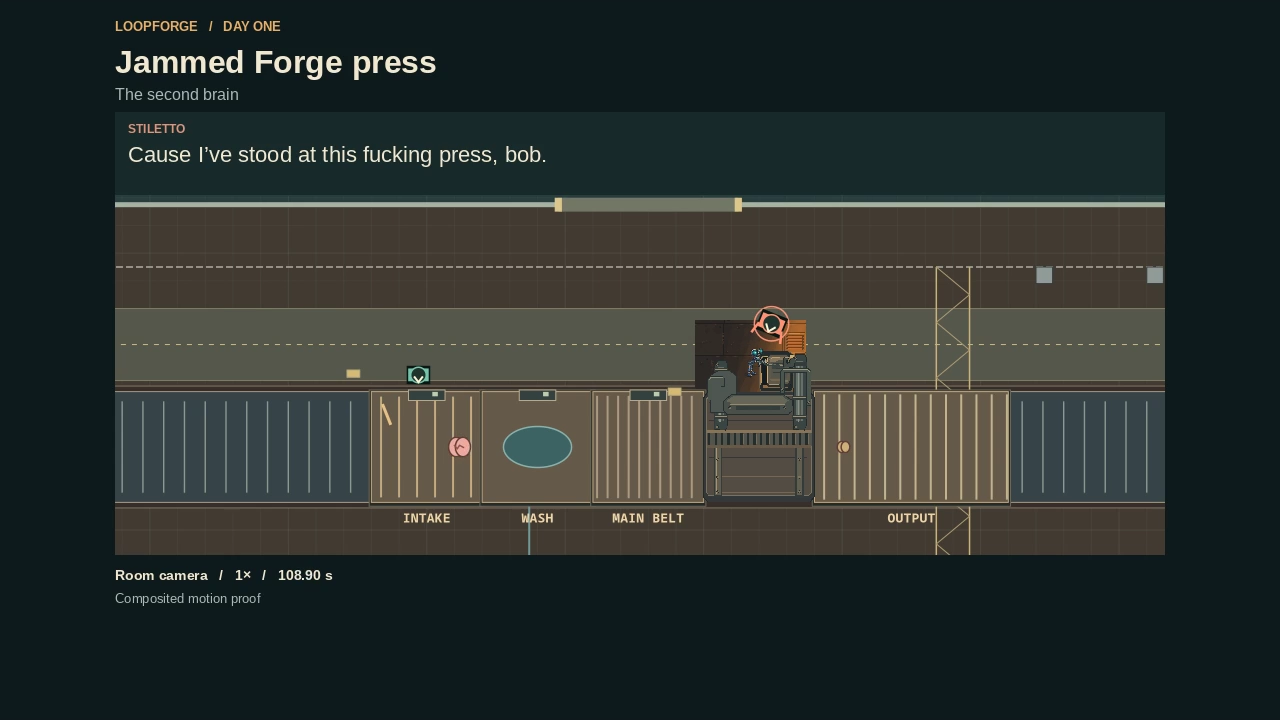 LOOPFORGE / DAY ONE
Jammed Forge press
The second brain
STILETTO
Cause I’ve stood at this fucking press, bob.
INTAKE
WASH
MAIN BELT
OUTPUT
Room camera / 1× / 108.90 s
Composited motion proof